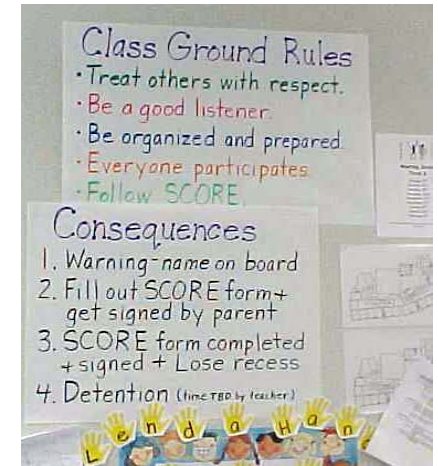 Class Ground Rules
• Treat others with respect.
• Be a good listener.
• Be organized and prepared.
• Everyone participates.
• Follow SCORE.
Consequences
1. Warning-name on board
2. Fill out SCORE form +
get signed by parent
3. SCORE form completed
+ signed + Lose recess
4. Detention (time TBD by teacher)
Lend a Han